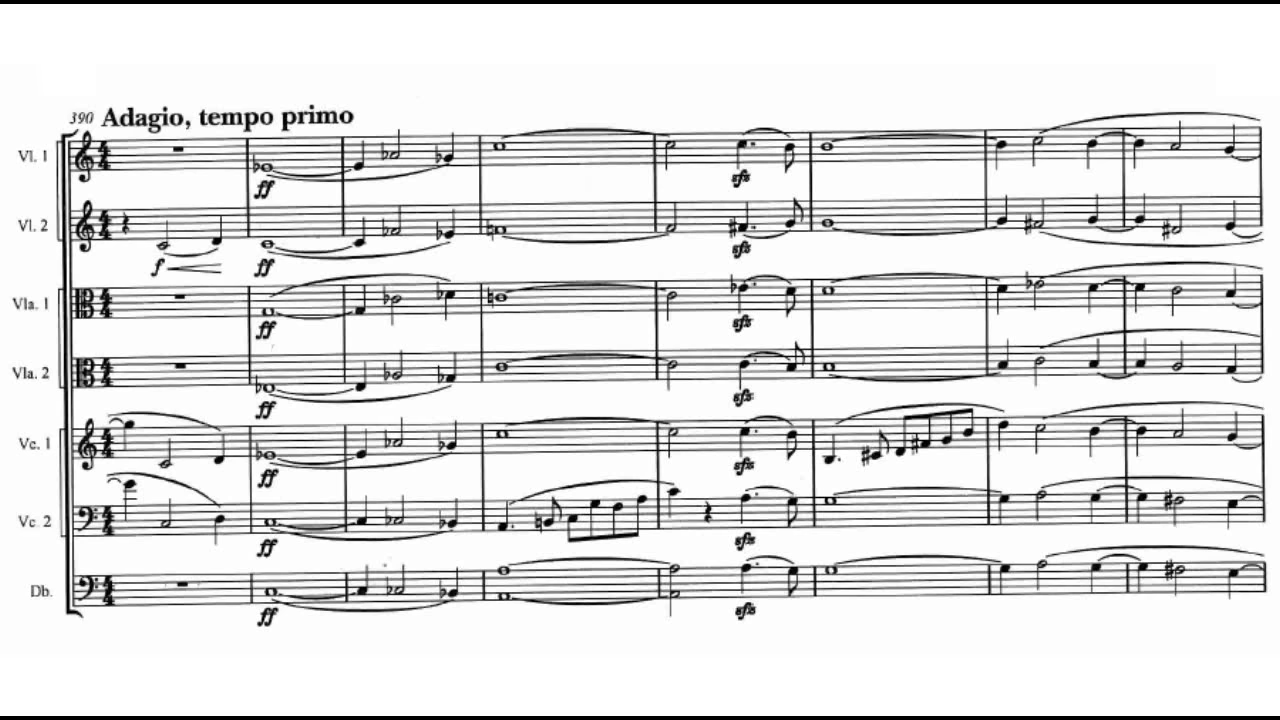 390 Adagio, tempo primo
Vl. 1
ff
sfz
Vl. 2
f
ff
sfz
Vla. 1
ff
sfz
Vla. 2
ff
sfz
Vc. 1
ff
sfz
Vc. 2
ff
sfz
Db.
ff
sfz